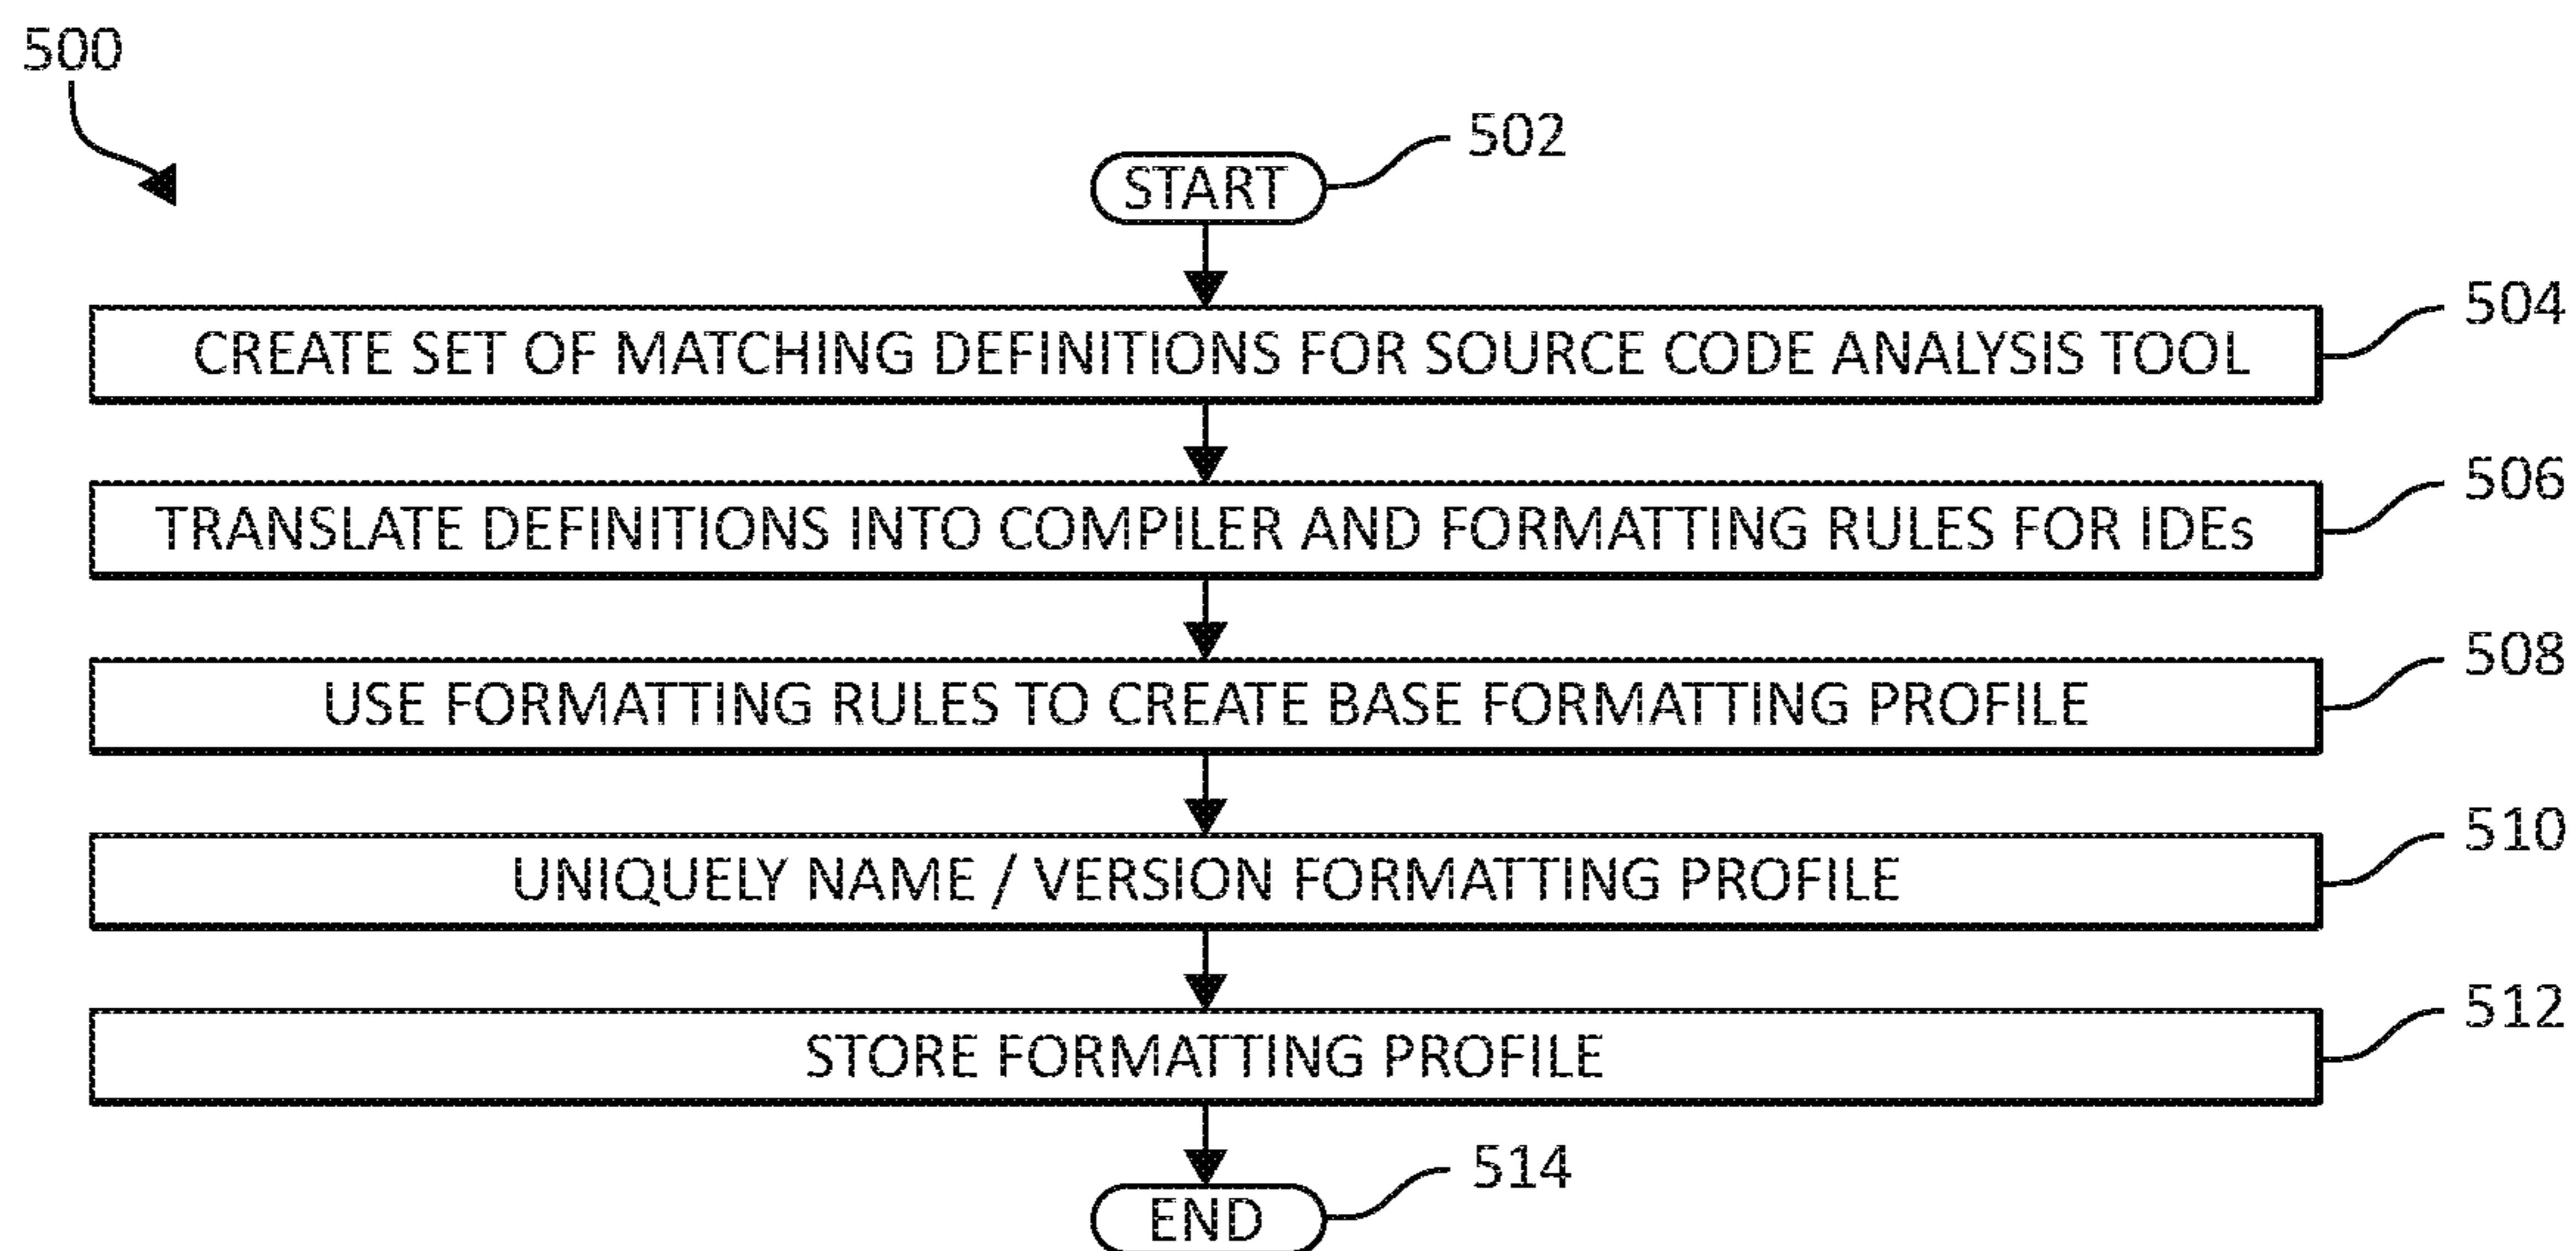 500
START
502
CREATE SET OF MATCHING DEFINITIONS FOR SOURCE CODE ANALYSIS TOOL
504
TRANSLATE DEFINITIONS INTO COMPILER AND FORMATTING RULES FOR IDEs
506
USE FORMATTING RULES TO CREATE BASE FORMATTING PROFILE
508
UNIQUELY NAME / VERSION FORMATTING PROFILE
510
STORE FORMATTING PROFILE
512
END
514